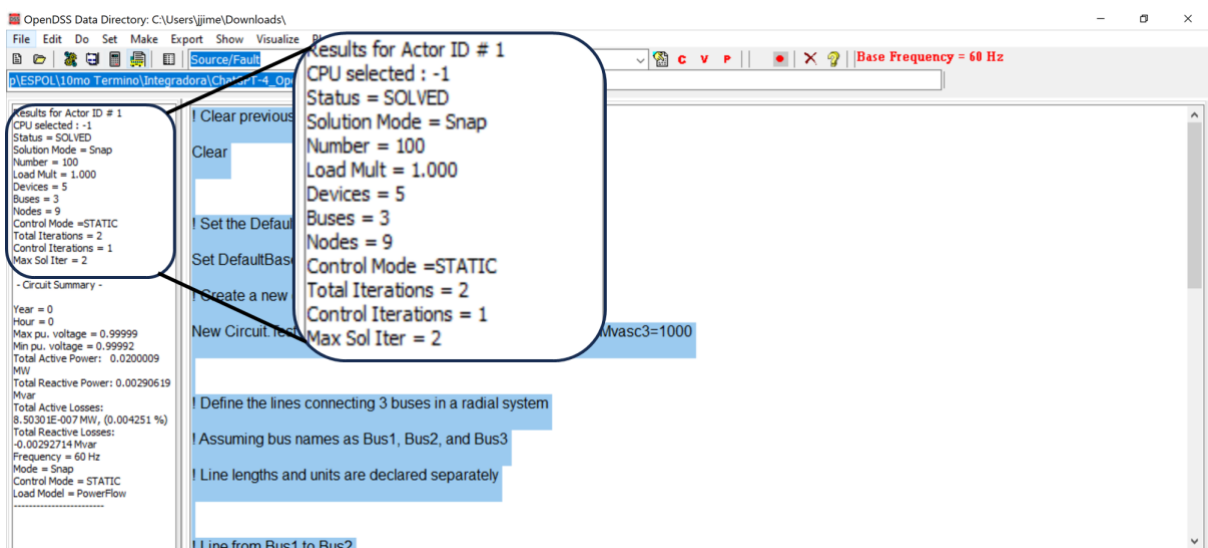 OpenDSS Data Directory: C:\Users\jjime\Downloads\
File Edit Do Set Make Export Show Visualize
Source/Fault
C V P
Base Frequency = 60 Hz
p\ESPOL\10mo Termino\Integradora\ChatGPT-4_Op
Results for Actor ID # 1
CPU selected : -1
Status = SOLVED
Solution Mode = Snap
Number = 100
Load Mult = 1.000
Devices = 5
Buses = 3
Nodes = 9
Control Mode =STATIC
Total Iterations = 2
Control Iterations = 1
Max Sol Iter = 2
- Circuit Summary -
Year = 0
Hour = 0
Max pu. voltage = 0.99999
Min pu. voltage = 0.99992
Total Active Power: 0.0200009
MW
Total Reactive Power: 0.00290619
Mvar
Total Active Losses:
8.50301E-007 MW, (0.004251 %)
Total Reactive Losses:
-0.00292714 Mvar
Frequency = 60 Hz
Mode = Snap
Control Mode = STATIC
Load Model = PowerFlow
-------------------------
Results for Actor ID # 1
CPU selected : -1
Status = SOLVED
Solution Mode = Snap
Number = 100
Load Mult = 1.000
Devices = 5
Buses = 3
Nodes = 9
Control Mode =STATIC
Total Iterations = 2
Control Iterations = 1
Max Sol Iter = 2
! Clear previous
Clear
! Set the Defaul
Set DefaultBase
! Create a new
New Circuit.Test Mvasc3=1000
! Define the lines connecting 3 buses in a radial system
! Assuming bus names as Bus1, Bus2, and Bus3
! Line lengths and units are declared separately
! Line from Bus1 to Bus2